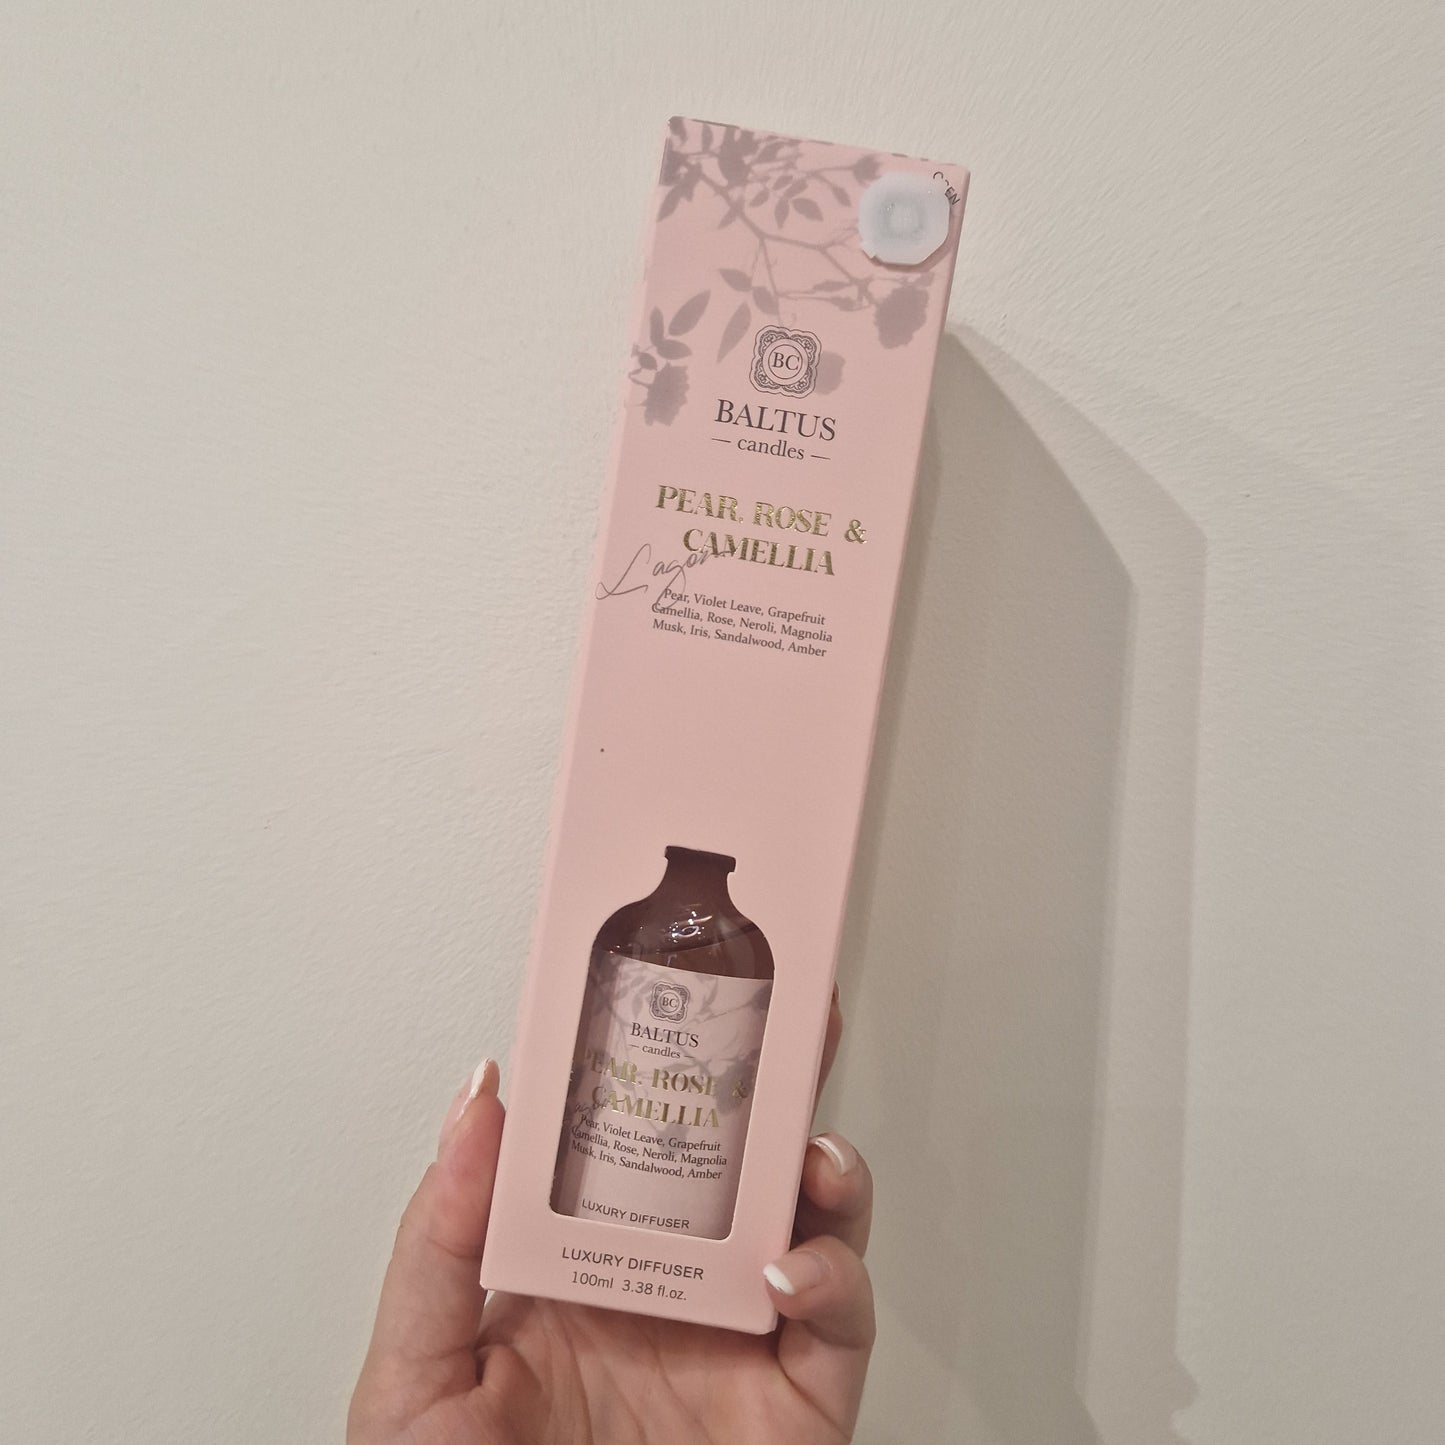 BC
BALTUS
— candles —
PEAR, ROSE &
CAMELLIA
Lagom
Pear, Violet Leave, Grapefruit
Camellia, Rose, Neroli, Magnolia
Musk, Iris, Sandalwood, Amber
BC
BALTUS
— candles —
PEAR, ROSE &
CAMELLIA
Pear, Violet Leave, Grapefruit
Camellia, Rose, Neroli, Magnolia
Musk, Iris, Sandalwood, Amber
LUXURY DIFFUSER
LUXURY DIFFUSER
100ml 3.38 fl.oz.